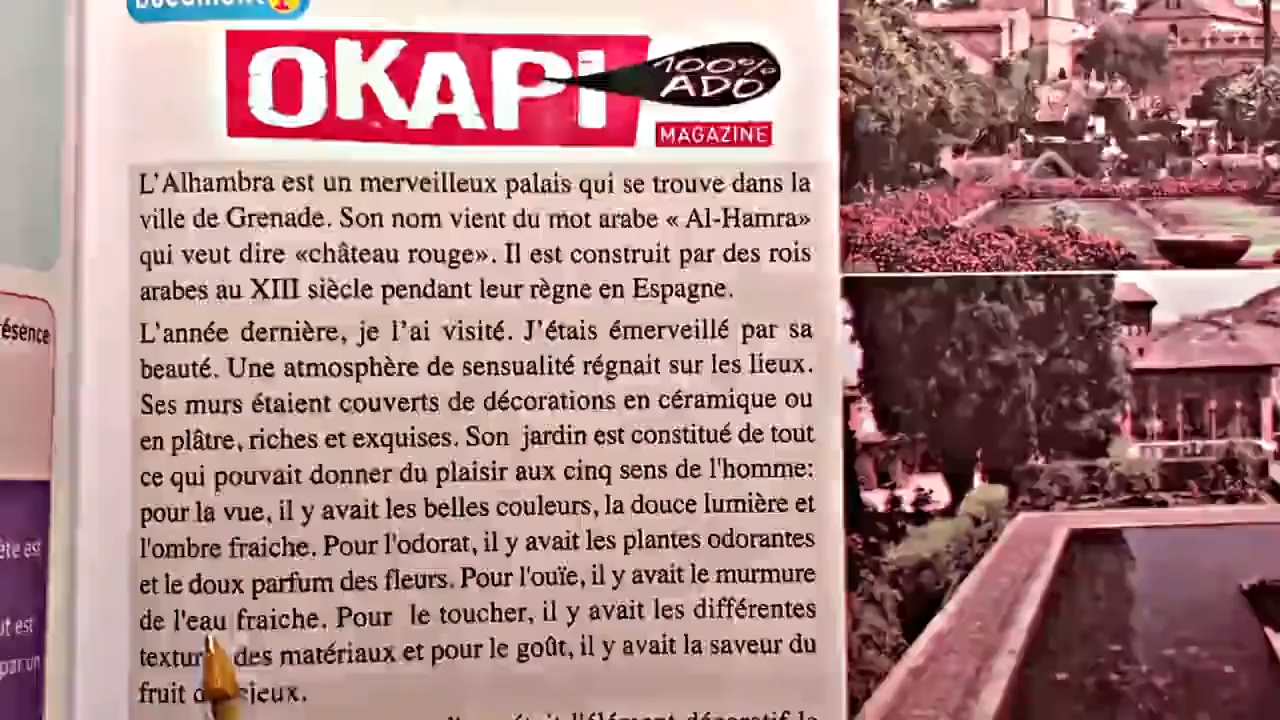 Document 1
OKAPI
100%
ADO
MAGAZINE
L'Alhambra est un merveilleux palais qui se trouve dans la
ville de Grenade. Son nom vient du mot arabe « Al-Hamra»
qui veut dire «château rouge». Il est construit par des rois
arabes au XIII siècle pendant leur règne en Espagne.
L'année dernière, je l'ai visité. J'étais émerveillé par sa
beauté. Une atmosphère de sensualité régnait sur les lieux.
Ses murs étaient couverts de décorations en céramique ou
en plâtre, riches et exquises. Son jardin est constitué de tout
ce qui pouvait donner du plaisir aux cinq sens de l'homme:
pour la vue, il y avait les belles couleurs, la douce lumière et
l'ombre fraiche. Pour l'odorat, il y avait les plantes odorantes
et le doux parfum des fleurs. Pour l'ouïe, il y avait le murmure
de l'eau fraiche. Pour le toucher, il y avait les différentes
des matériaux et pour le goût, il y avait la saveur du
fruit
était l'élément décoratif le
est